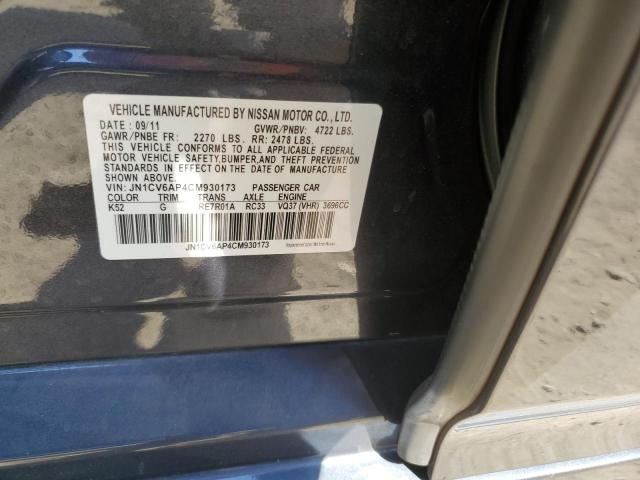 VEHICLE MANUFACTURED BY NISSAN MOTOR CO., LTD.
DATE : 09/11 GVWR/PNBV: 4722 LBS.
GAWR/PNBE FR: 2270 LBS. RR: 2478 LBS.
THIS VEHICLE CONFORMS TO ALL APPLICABLE FEDERAL
MOTOR VEHICLE SAFETY,BUMPER,AND THEFT PREVENTION
STANDARDS IN EFFECT ON THE DATE OF MANUFACTURE
SHOWN ABOVE.
VIN: JN1CV6AP4CM930173 PASSENGER CAR
COLOR TRIM TRANS AXLE ENGINE
K52 G RE7R01A RC33 VQ37 (VHR) 3696CC
JN1CV6AP4CM930173